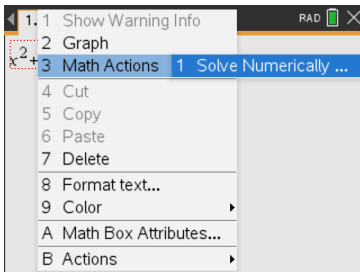 1. 1 Show Warning Info RAD
2 Graph
x²+ 3 Math Actions 1 Solve Numerically ...
4 Cut
5 Copy
6 Paste
7 Delete
8 Format text...
9 Color
A Math Box Attributes...
B Actions